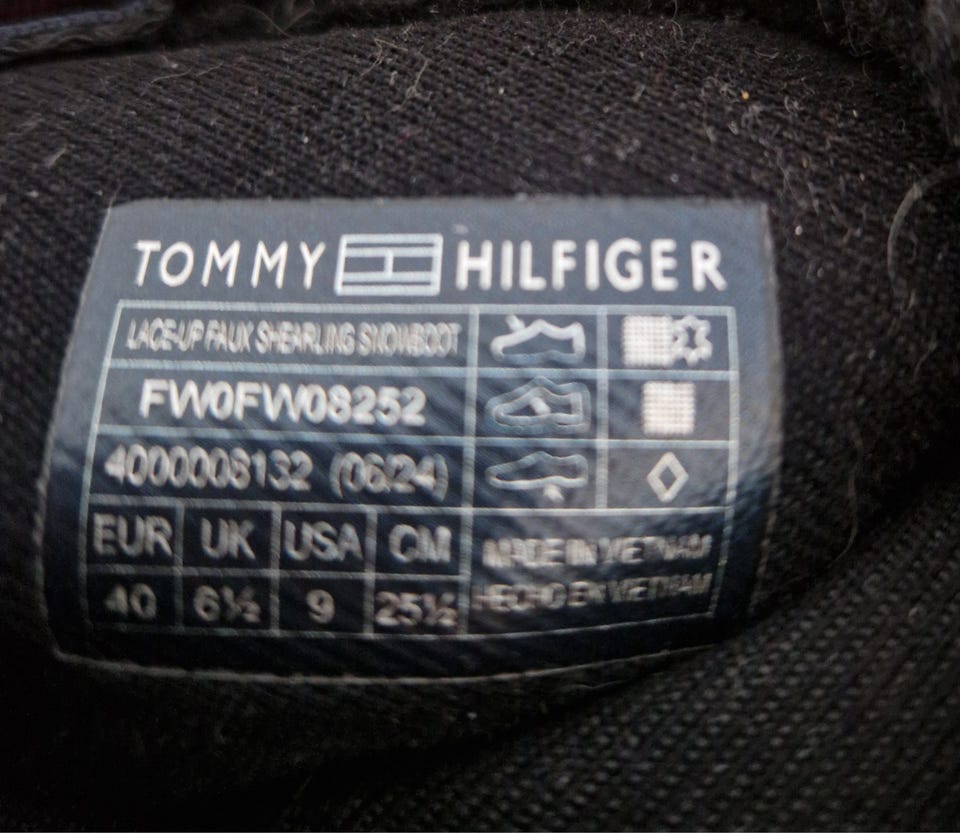 TOMMY HILFIGER
LACE-UP FAUX SHEARLING SNOWBOOT
FW0FW08252
4000008132 (06/24)
EUR UK USA CM
40 6½ 9 25½
MADE IN VIETNAM
HECHO EN VIETNAM